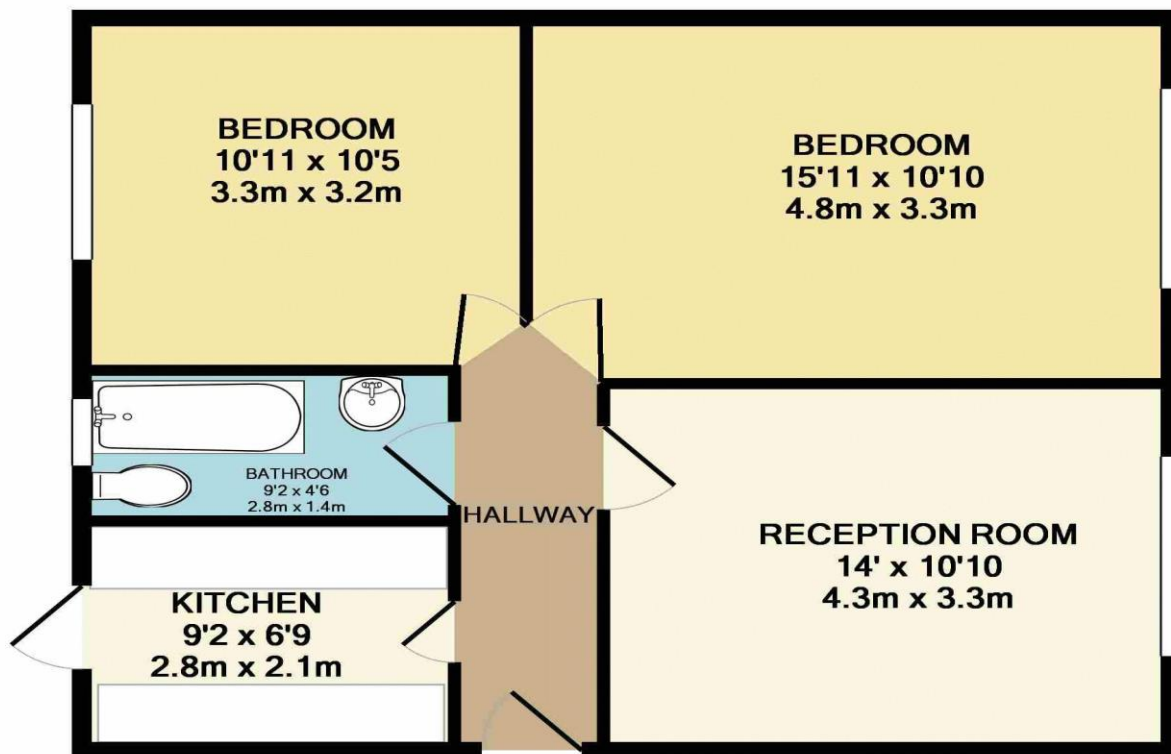 BEDROOM
10'11 x 10'5
3.3m x 3.2m
BEDROOM
15'11 x 10'10
4.8m x 3.3m
BATHROOM
9'2 x 4'6
2.8m x 1.4m
HALLWAY
RECEPTION ROOM
14' x 10'10
4.3m x 3.3m
KITCHEN
9'2 x 6'9
2.8m x 2.1m